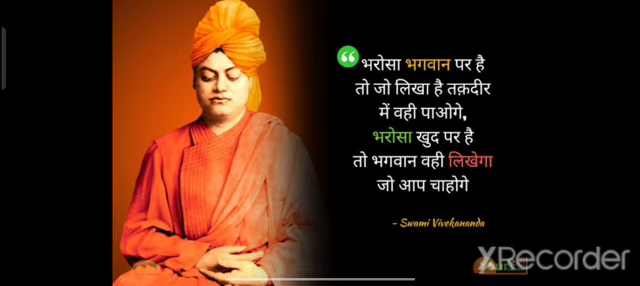 भरोसा भगवान पर है
तो जो लिखा है तक़दीर
में वही पाओगे,
भरोसा खुद पर है
तो भगवान वही लिखेगा
जो आप चाहोगे
- Swami Vivekananda
XRecorder